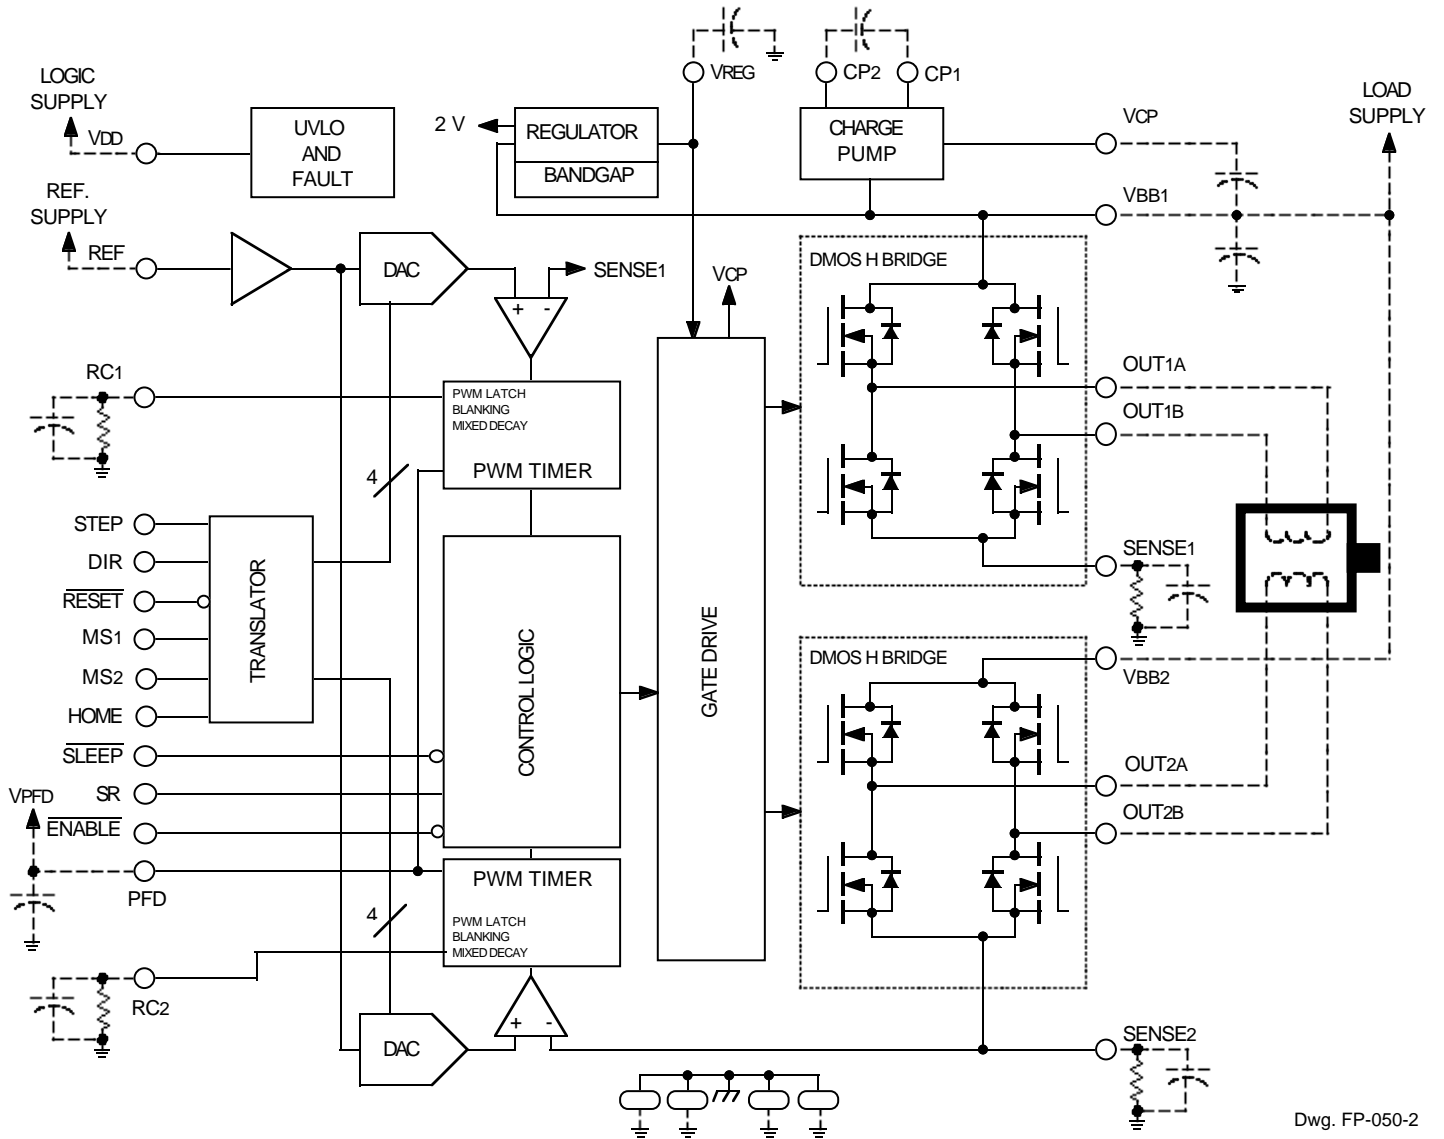 LOGIC
SUPPLY
VDD
UVLO
AND
FAULT
2 V
REGULATOR
BANDGAP
VREG
CP2
CP1
CHARGE
PUMP
VCP
LOAD
SUPPLY
REF.
SUPPLY
REF
DAC
+ -
SENSE1
VCP
VBB1
DMOS H BRIDGE
OUT1A
OUT1B
SENSE1
RC1
PWM LATCH
BLANKING
MIXED DECAY
PWM TIMER
4
STEP
DIR
RESET
MS1
MS2
HOME
SLEEP
SR
ENABLE
VPFD
PFD
TRANSLATOR
CONTROL LOGIC
GATE DRIVE
DMOS H BRIDGE
VBB2
OUT2A
OUT2B
PWM TIMER
PWM LATCH
BLANKING
MIXED DECAY
4
RC2
DAC
+ -
SENSE2
Dwg. FP-050-2